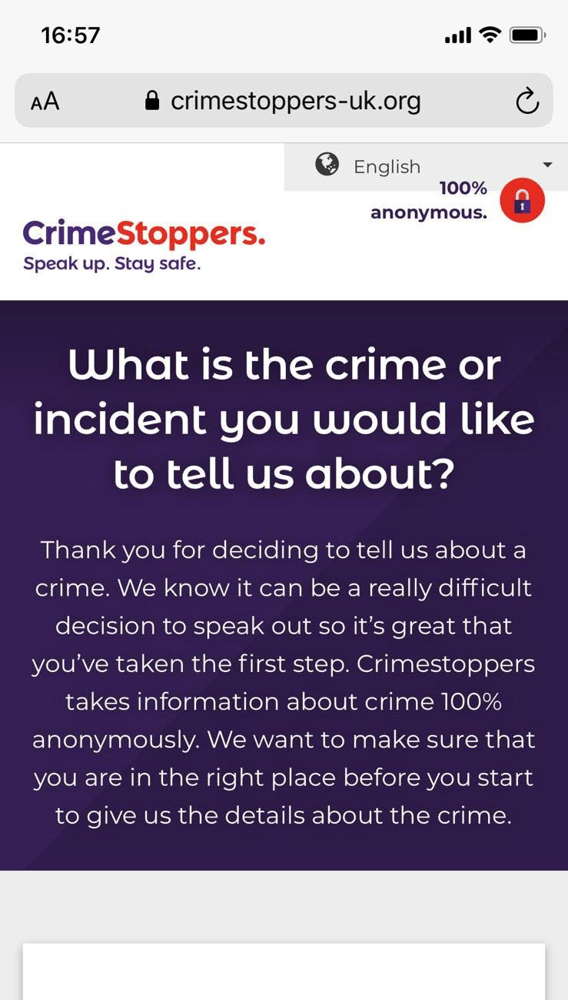 16:57
AA crimestoppers-uk.org
English
100%
anonymous.
CrimeStoppers.
Speak up. Stay safe.
What is the crime or
incident you would like
to tell us about?
Thank you for deciding to tell us about a
crime. We know it can be a really difficult
decision to speak out so it’s great that
you’ve taken the first step. Crimestoppers
takes information about crime 100%
anonymously. We want to make sure that
you are in the right place before you start
to give us the details about the crime.